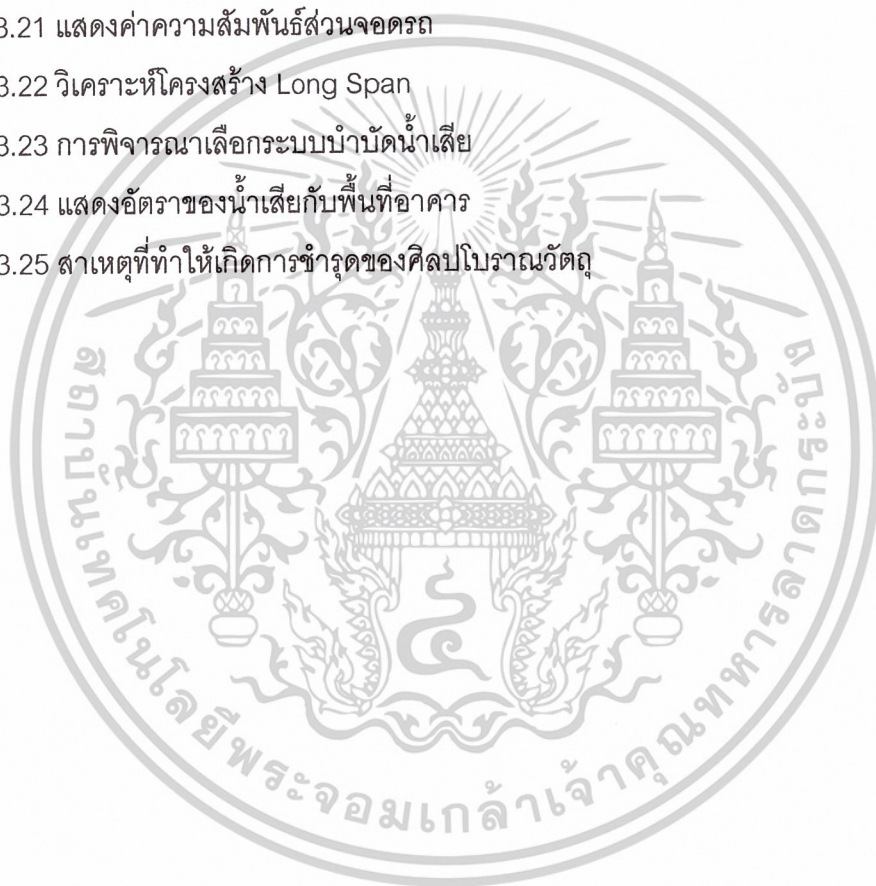 3.21 แสดงค่าความสัมพันธ์ส่วนจอดรถ
3.22 วิเคราะห์โครงสร้าง Long Span
3.23 การพิจารณาเลือกระบบบำบัดน้ำเสีย
3.24 แสดงอัตราของน้ำเสียกับพื้นที่อาคาร
3.25 สาเหตุที่ทำให้เกิดการชำรุดของศิลปโบราณวัตถุ
สถาบันเทคโนโลยีพระจอมเกล้าเจ้าคุณทหารลาดกระบัง
๔